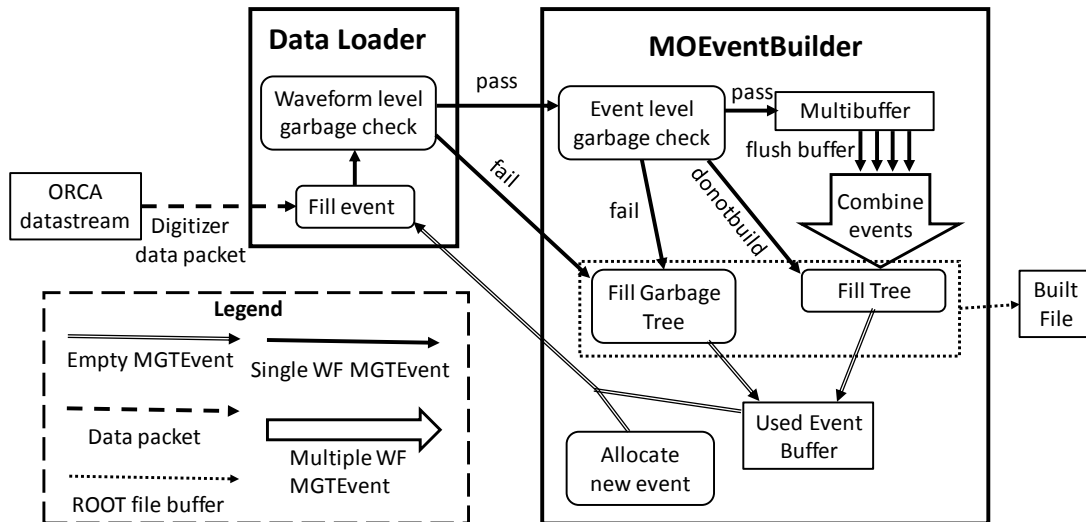 Data Loader
Waveform level
garbage check
Fill event
ORCA
datastream
Digitizer
data packet
pass
fail
MOEventBuilder
Event level
garbage check
pass
Multibuffer
flush buffer
Combine
events
fail
donotbuild
Fill Garbage
Tree
Fill Tree
Built
File
Used Event
Buffer
Allocate
new event
Legend
Empty MGTEvent
Single WF MGTEvent
Data packet
Multiple WF
MGTEvent
ROOT file buffer